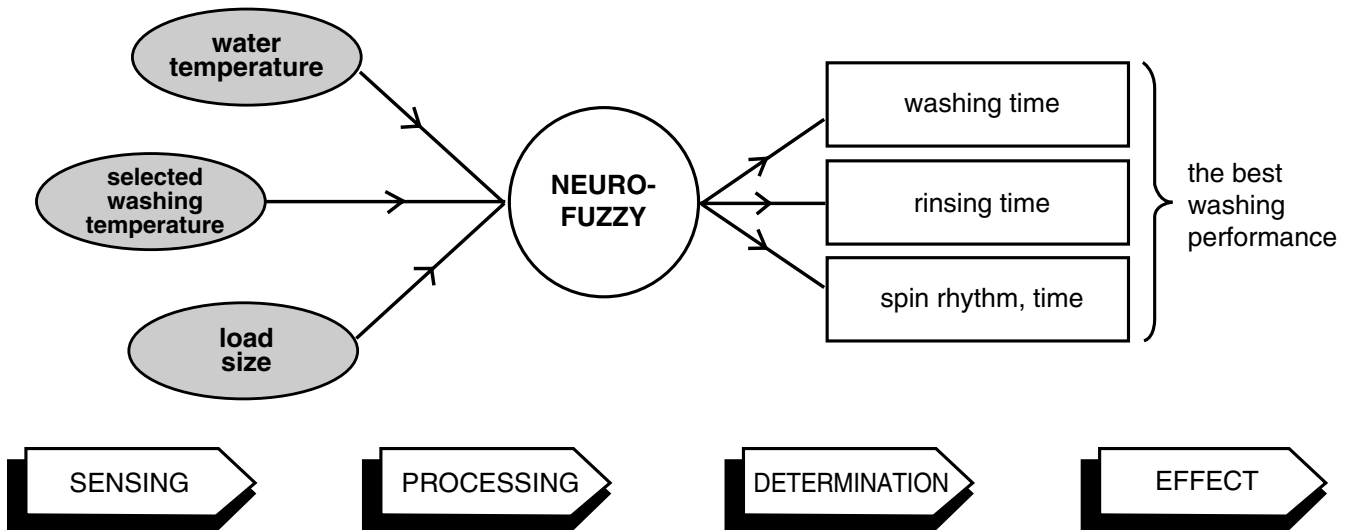 water
temperature
selected
washing
temperature
load
size
NEURO-
FUZZY
washing time
rinsing time
spin rhythm, time
the best
washing
performance
SENSING
PROCESSING
DETERMINATION
EFFECT